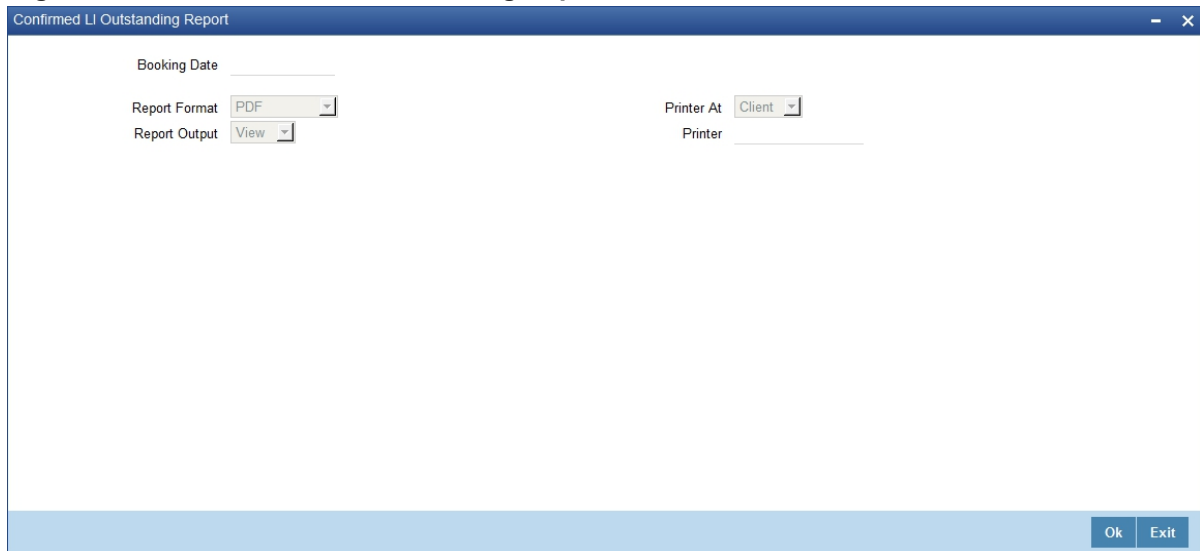 Confirmed LI Outstanding Report
Booking Date
Report Format PDF
Printer At Client
Report Output View
Printer
Ok Exit